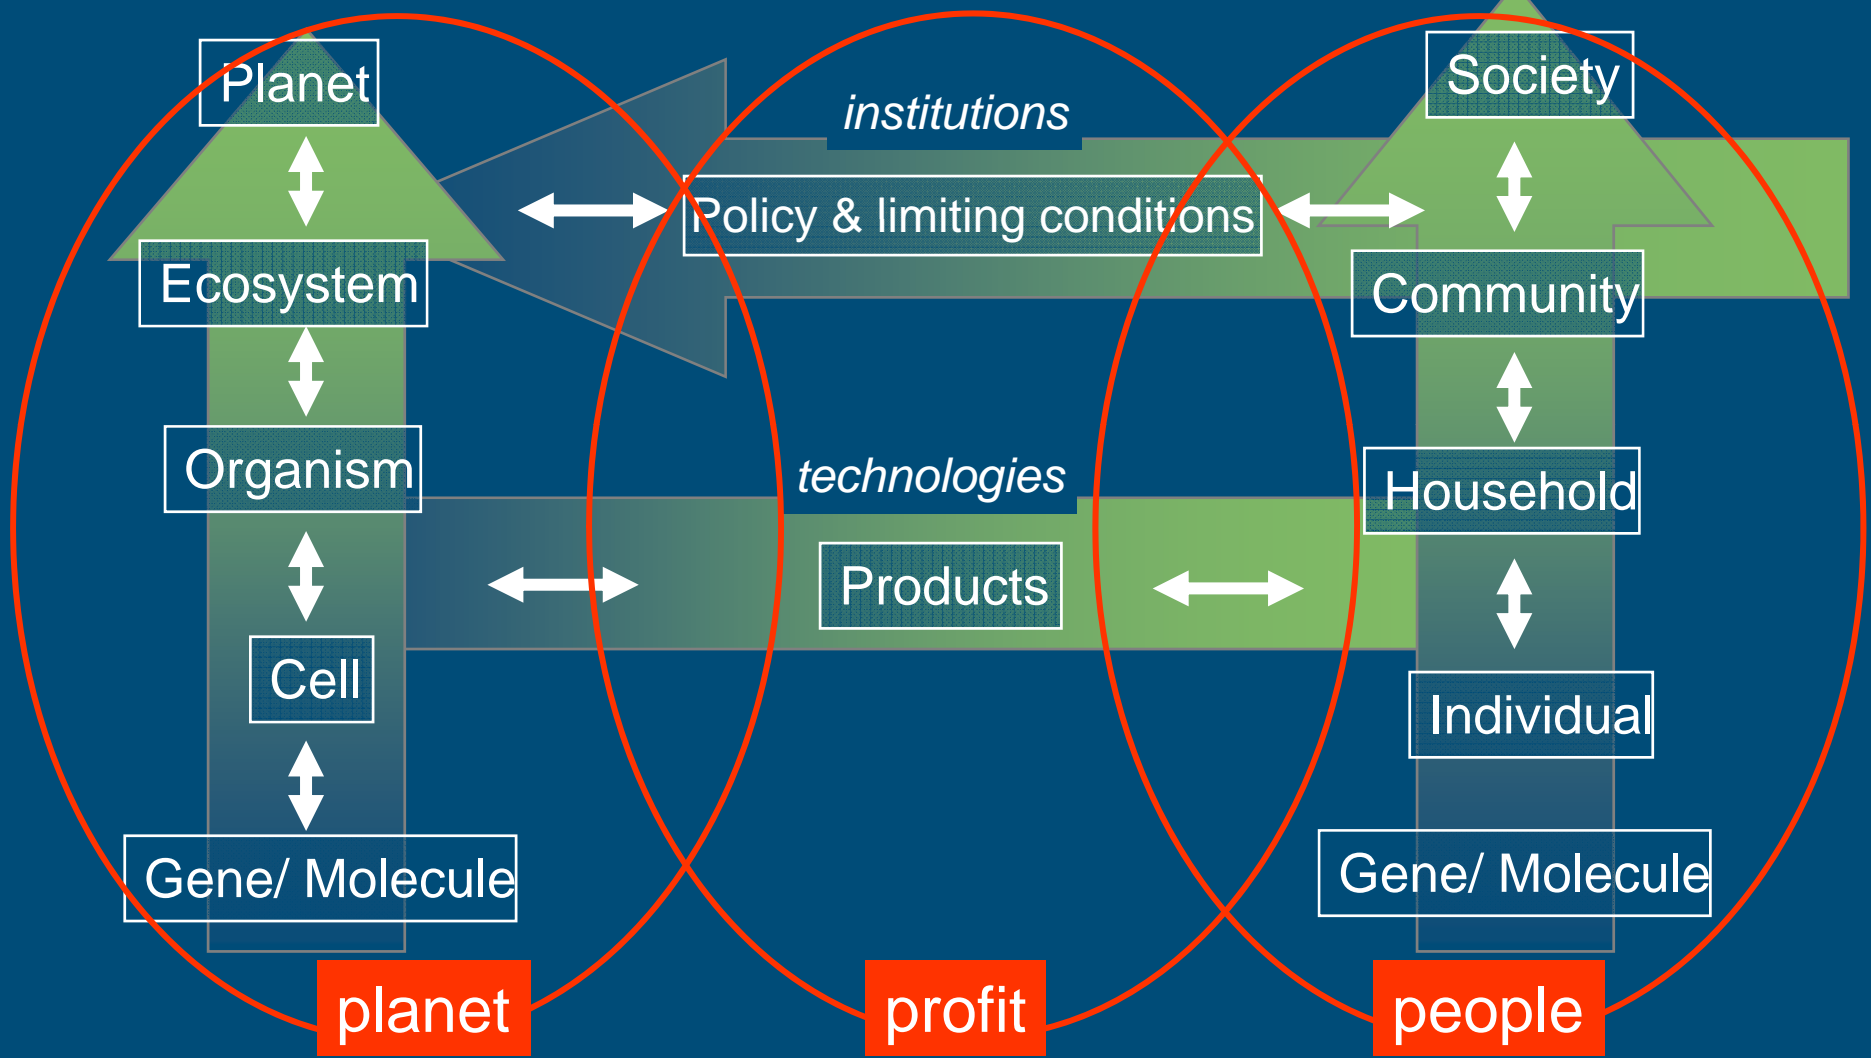 Planet
Ecosystem
Organism
Cell
Gene/ Molecule
institutions
Policy & limiting conditions
technologies
Products
Society
Community
Household
Individual
Gene/ Molecule
planet
profit
people